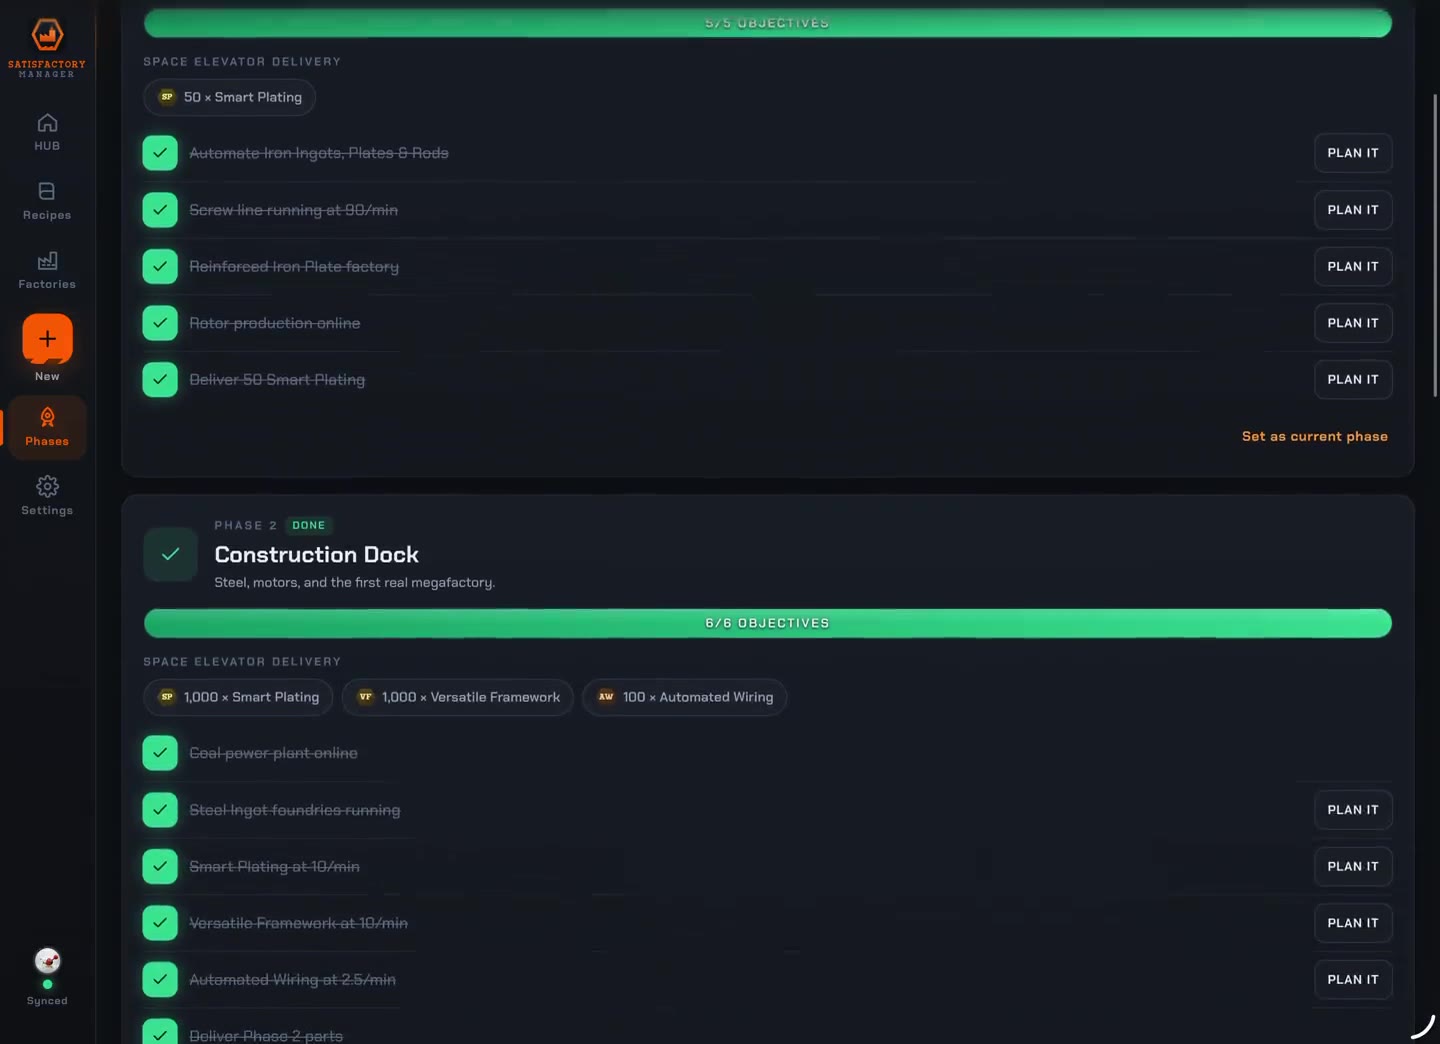 5/5 OBJECTIVES
SATISFACTORY
MANAGER
SPACE ELEVATOR DELIVERY
SP 50 × Smart Plating
HUB
Automate Iron Ingots, Plates & Rods PLAN IT
Recipes
Screw line running at 90/min PLAN IT
Factories
Reinforced Iron Plate factory PLAN IT
Rotor production online PLAN IT
New
Deliver 50 Smart Plating PLAN IT
Phases
Set as current phase
Settings
PHASE 2 DONE
Construction Dock
Steel, motors, and the first real megafactory.
6/6 OBJECTIVES
SPACE ELEVATOR DELIVERY
SP 1,000 × Smart Plating VF 1,000 × Versatile Framework AW 100 × Automated Wiring
Coal power plant online
Steel Ingot foundries running PLAN IT
Smart Plating at 10/min PLAN IT
Versatile Framework at 10/min PLAN IT
Automated Wiring at 2.5/min PLAN IT
Synced
Deliver Phase 2 parts